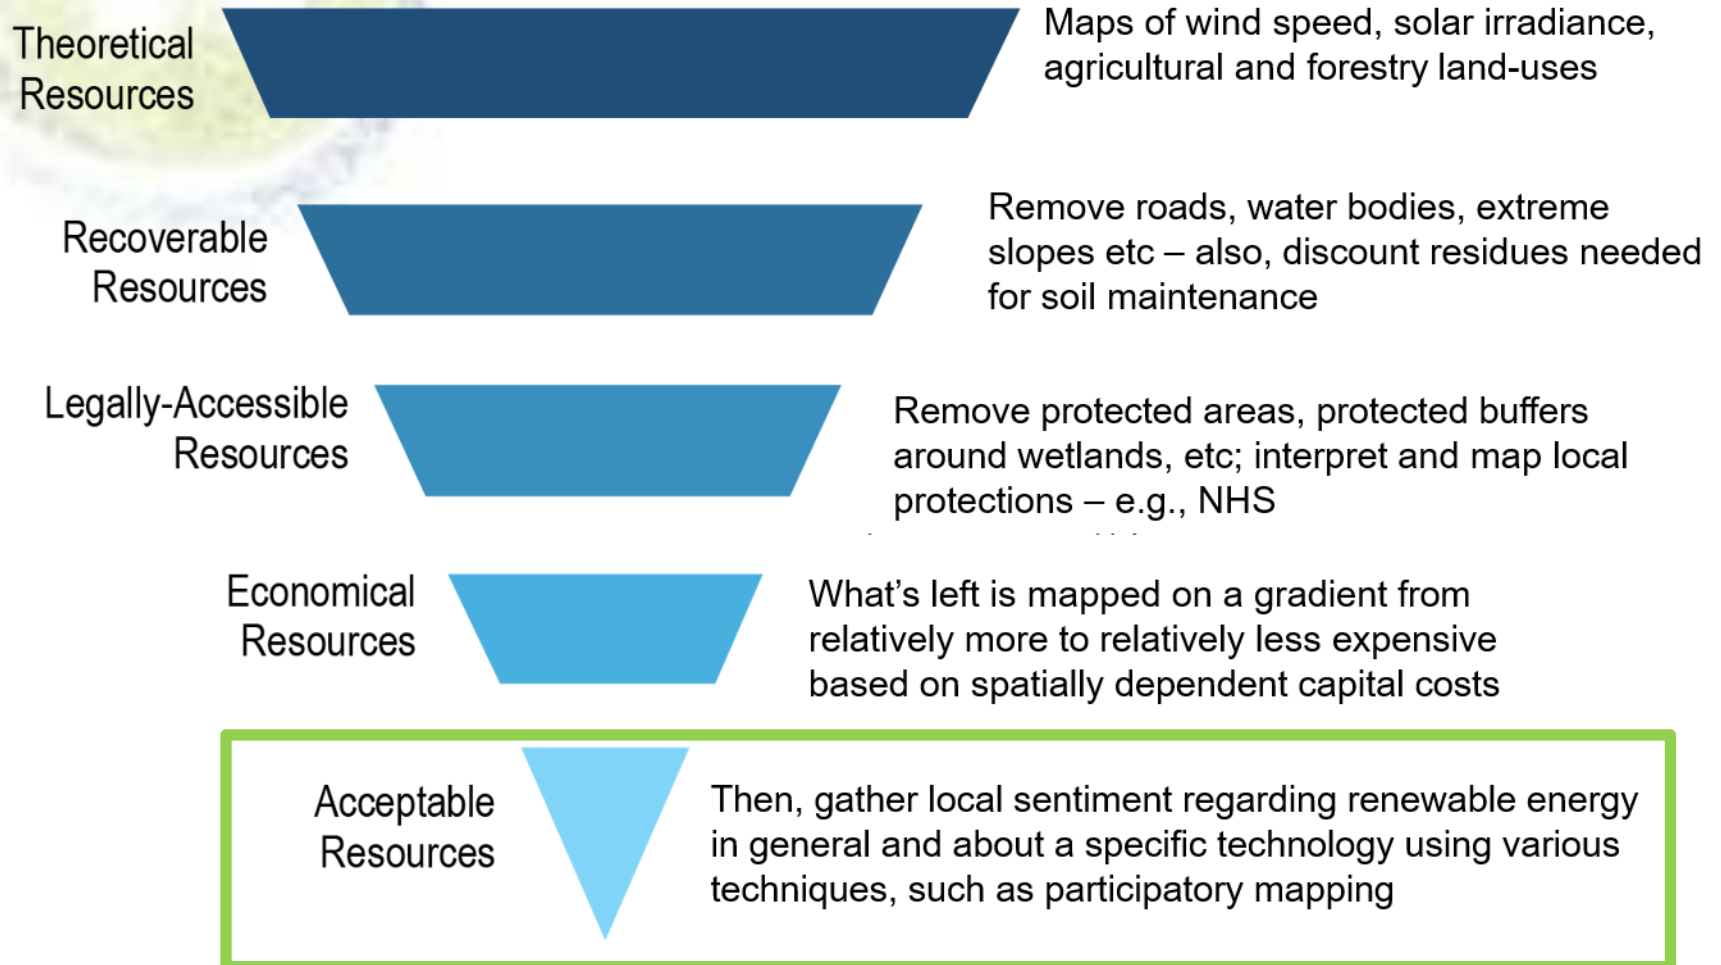 Theoretical
Resources
Maps of wind speed, solar irradiance,
agricultural and forestry land-uses
Recoverable
Resources
Remove roads, water bodies, extreme
slopes etc – also, discount residues needed
for soil maintenance
Legally-Accessible
Resources
Remove protected areas, protected buffers
around wetlands, etc; interpret and map local
protections – e.g., NHS
Economical
Resources
What’s left is mapped on a gradient from
relatively more to relatively less expensive
based on spatially dependent capital costs
Acceptable
Resources
Then, gather local sentiment regarding renewable energy
in general and about a specific technology using various
techniques, such as participatory mapping